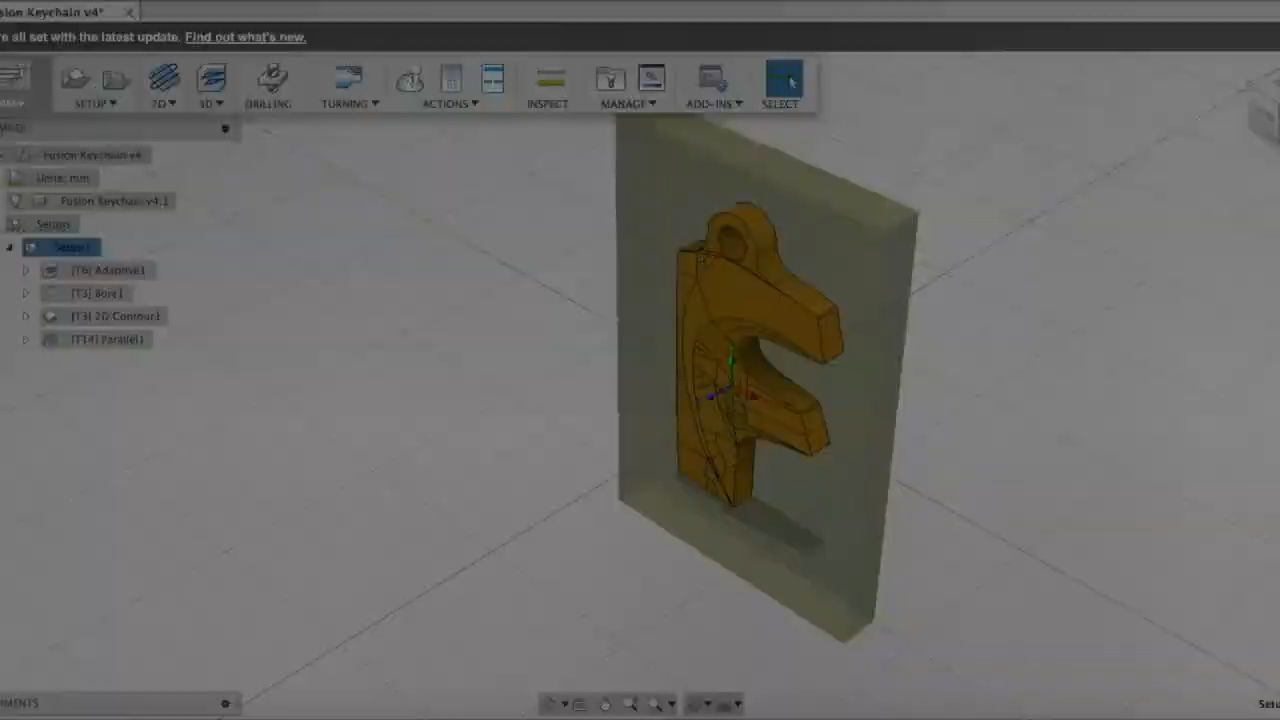 sion Keychain v4*
e all set with the latest update. Find out what's new.
SETUP 2D 3D DRILLING TURNING ACTIONS INSPECT MANAGE ADD-INS SELECT
Fusion Keychain v4
Units: mm
Fusion Keychain v4:1
Setups
Setup1
[T6] Adaptive1
[T3] Bore1
[T3] 2D Contour1
[T14] Parallel1
MENTS
Setu